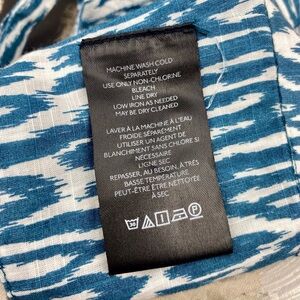 MACHINE WASH COLD
SEPARATELY
USE ONLY NON-CHLORINE
BLEACH
LINE DRY
LOW IRON AS NEEDED
MAY BE DRY CLEANED
LAVER À LA MACHINE À L'EAU
FROIDE SÉPARÉMENT
UTILISER UN AGENT DE
BLANCHIMENT SANS CHLORE SI
NÉCESSAIRE
LIGNE SEC
REPASSER, AU BESOIN, À TRÈS
BASSE TEMPÉRATURE
PEUT-ÊTRE ÊTRE NETTOYÉE
À SEC